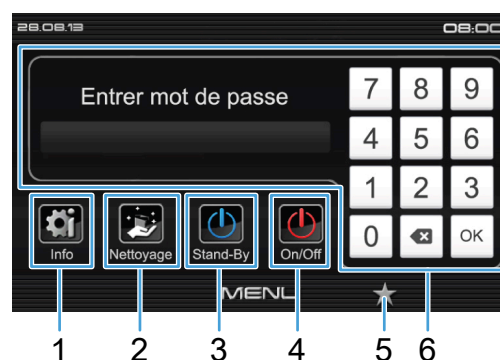 28.08.13 08:00
Entrer mot de passe
7 8 9
4 5 6
1 2 3
0 OK
Info Nettoyage Stand-By On/Off
MENU
1 2 3 4 5 6